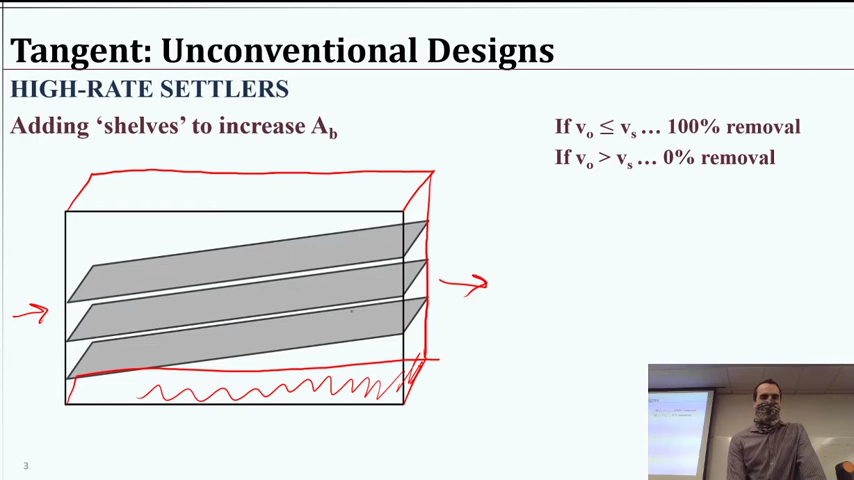 Tangent: Unconventional Designs
HIGH-RATE SETTLERS
Adding ‘shelves’ to increase Ab
If vo ≤ vs … 100% removal
If vo > vs … 0% removal
3